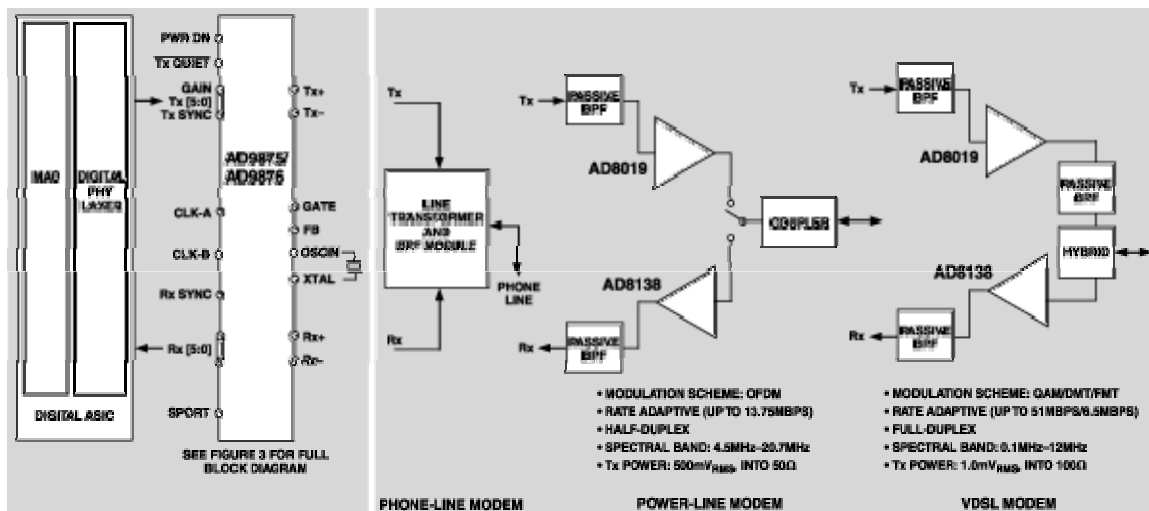 PWR DN
Tx QUIET
GAIN
Tx [5:0]
Tx SYNC
Tx+
Tx–
AD9875/
AD9876
MAC
DIGITAL
PHY
LAYER
CLK-A
GATE
FB
CLK-B
OSCIN
XTAL
Rx SYNC
Rx+
Rx [5:0]
Rx–
DIGITAL ASIC
SPORT
SEE FIGURE 3 FOR FULL
BLOCK DIAGRAM
Tx
LINE
TRANSFORMER
AND
BPF MODULE
PHONE
LINE
Rx
PHONE-LINE MODEM
Tx
PASSIVE
BPF
AD8019
COUPLER
AD8138
Rx
PASSIVE
BPF
• MODULATION SCHEME: OFDM
• RATE ADAPTIVE (UP TO 13.75MBPS)
• HALF-DUPLEX
• SPECTRAL BAND: 4.5MHz–20.7MHz
• Tx POWER: 500mVRMS, INTO 50Ω
POWER-LINE MODEM
Tx
PASSIVE
BPF
AD8019
PASSIVE
BPF
HYBRID
AD8138
Rx
PASSIVE
BPF
• MODULATION SCHEME: QAM/DMT/FMT
• RATE ADAPTIVE (UP TO 51MBPS/6.5MBPS)
• FULL-DUPLEX
• SPECTRAL BAND: 0.1MHz–12MHz
• Tx POWER: 1.0mVRMS, INTO 100Ω
VDSL MODEM